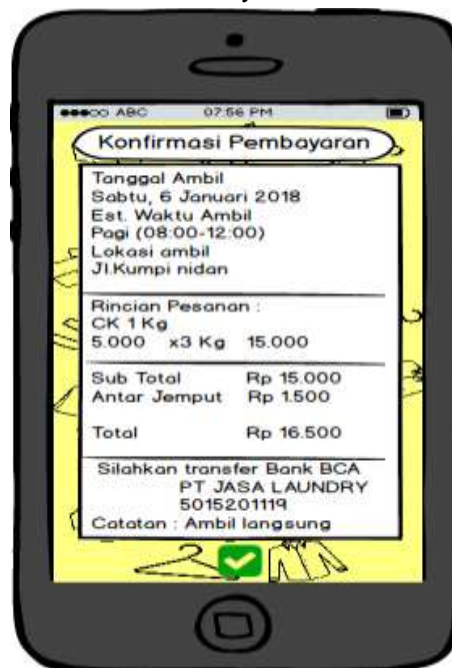 ABC 07:56 PM
Konfirmasi Pembayaran
Tanggal Ambil
Sabtu, 6 Januari 2018
Est. Waktu Ambil
Pagi (08:00-12:00)
Lokasi ambil
Jl.Kumpi nidan
Rincian Pesanan :
CK 1 Kg
5.000 x3 Kg 15.000
Sub Total Rp 15.000
Antar Jemput Rp 1.500
Total Rp 16.500
Silahkan transfer Bank BCA
PT JASA LAUNDRY
5015201119
Catatan : Ambil langsung